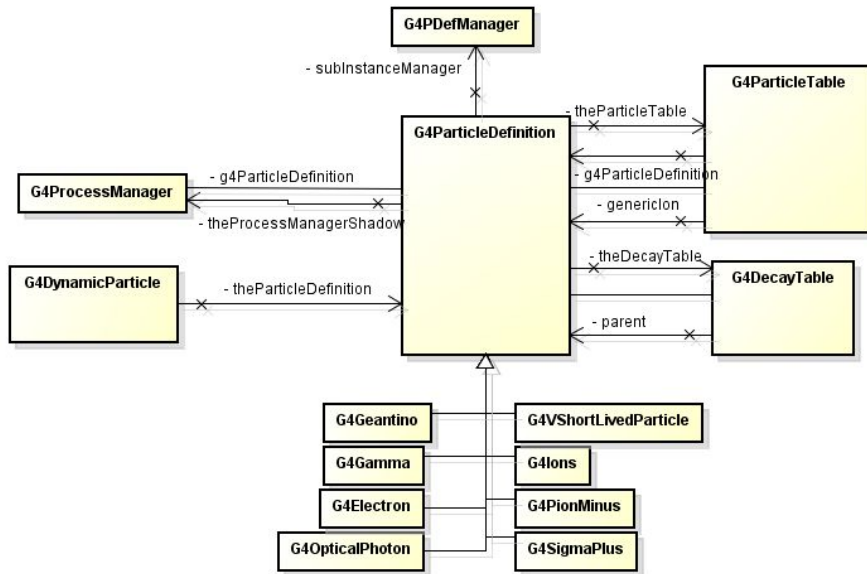 G4PDefManager
- subInstanceManager
G4ParticleDefinition
- theParticleTable
G4ParticleTable
- g4ParticleDefinition
- g4ParticleDefinition
G4ProcessManager
- theProcessManagerShadow
- genericIon
G4DynamicParticle
- theParticleDefinition
- theDecayTable
G4DecayTable
- parent
G4Geantino
G4VShortLivedParticle
G4Gamma
G4Ions
G4Electron
G4PionMinus
G4OpticalPhoton
G4SigmaPlus